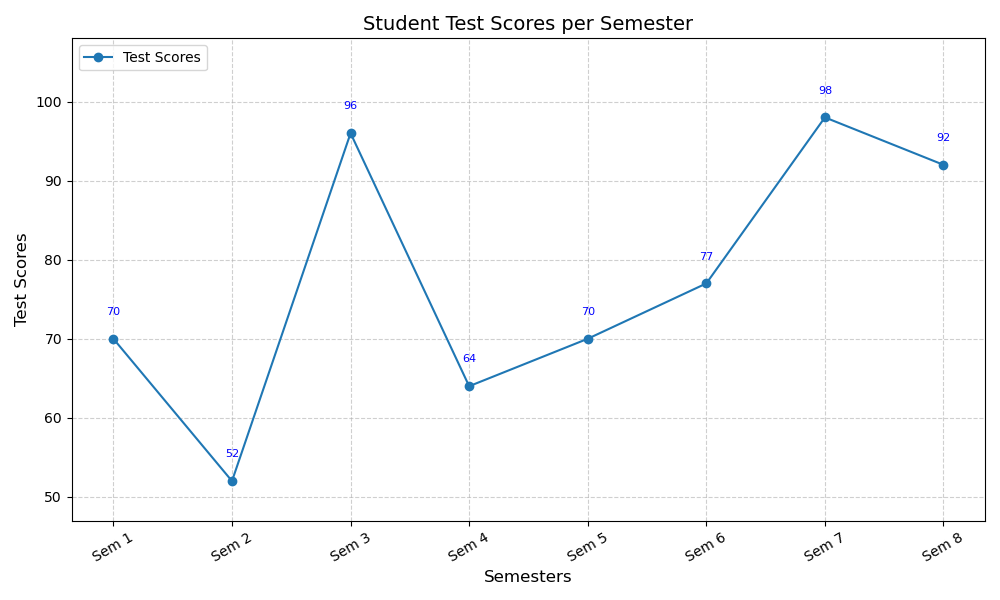 Student Test Scores per Semester
Test Scores
100
90
80
70
60
50
Test Scores
70
52
96
64
70
77
98
92
Sem 1
Sem 2
Sem 3
Sem 4
Sem 5
Sem 6
Sem 7
Sem 8
Semesters